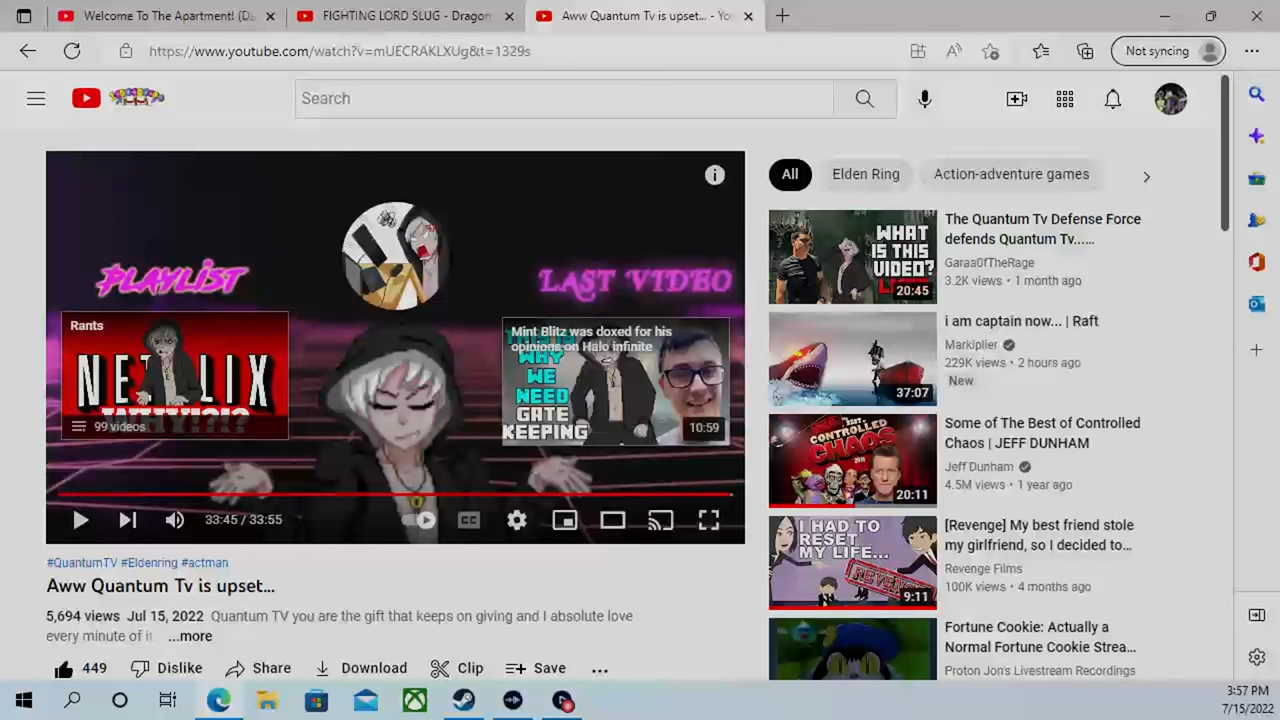 Welcome To The Apartment! (Da
FIGHTING LORD SLUG - Dragon
Aww Quantum Tv is upset... - Yo
https://www.youtube.com/watch?v=mUECRAKLXUg&t=1329s
Not syncing
Search
PLAYLIST
LAST VIDEO
Rants
NETFLIX
99 videos
Mint Blitz was doxed for his
opinions on Halo infinite
WHY
WE
NEED
GATE
KEEPING
10:59
33:45 / 33:55
CC
#QuantumTV #Eldenring #actman
Aww Quantum Tv is upset...
5,694 views Jul 15, 2022 Quantum TV you are the gift that keeps on giving and I absolute love
every minute of it ...more
449
Dislike
Share
Download
Clip
Save
All
Elden Ring
Action-adventure games
WHAT
IS THIS
VIDEO?
20:45
The Quantum Tv Defense Force
defends Quantum Tv......
GaraaOfTheRage
3.2K views • 1 month ago
37:07
i am captain now... | Raft
Markiplier
229K views • 2 hours ago
New
CONTROLLED
CHAOS
20:11
Some of The Best of Controlled
Chaos | JEFF DUNHAM
Jeff Dunham
4.5M views • 1 year ago
I HAD TO
RESET
MY LIFE...
REVENGE
9:11
[Revenge] My best friend stole
my girlfriend, so I decided to...
Revenge Films
100K views • 4 months ago
Fortune Cookie: Actually a
Normal Fortune Cookie Strea...
Proton Jon's Livestream Recordings
3:57 PM
7/15/2022